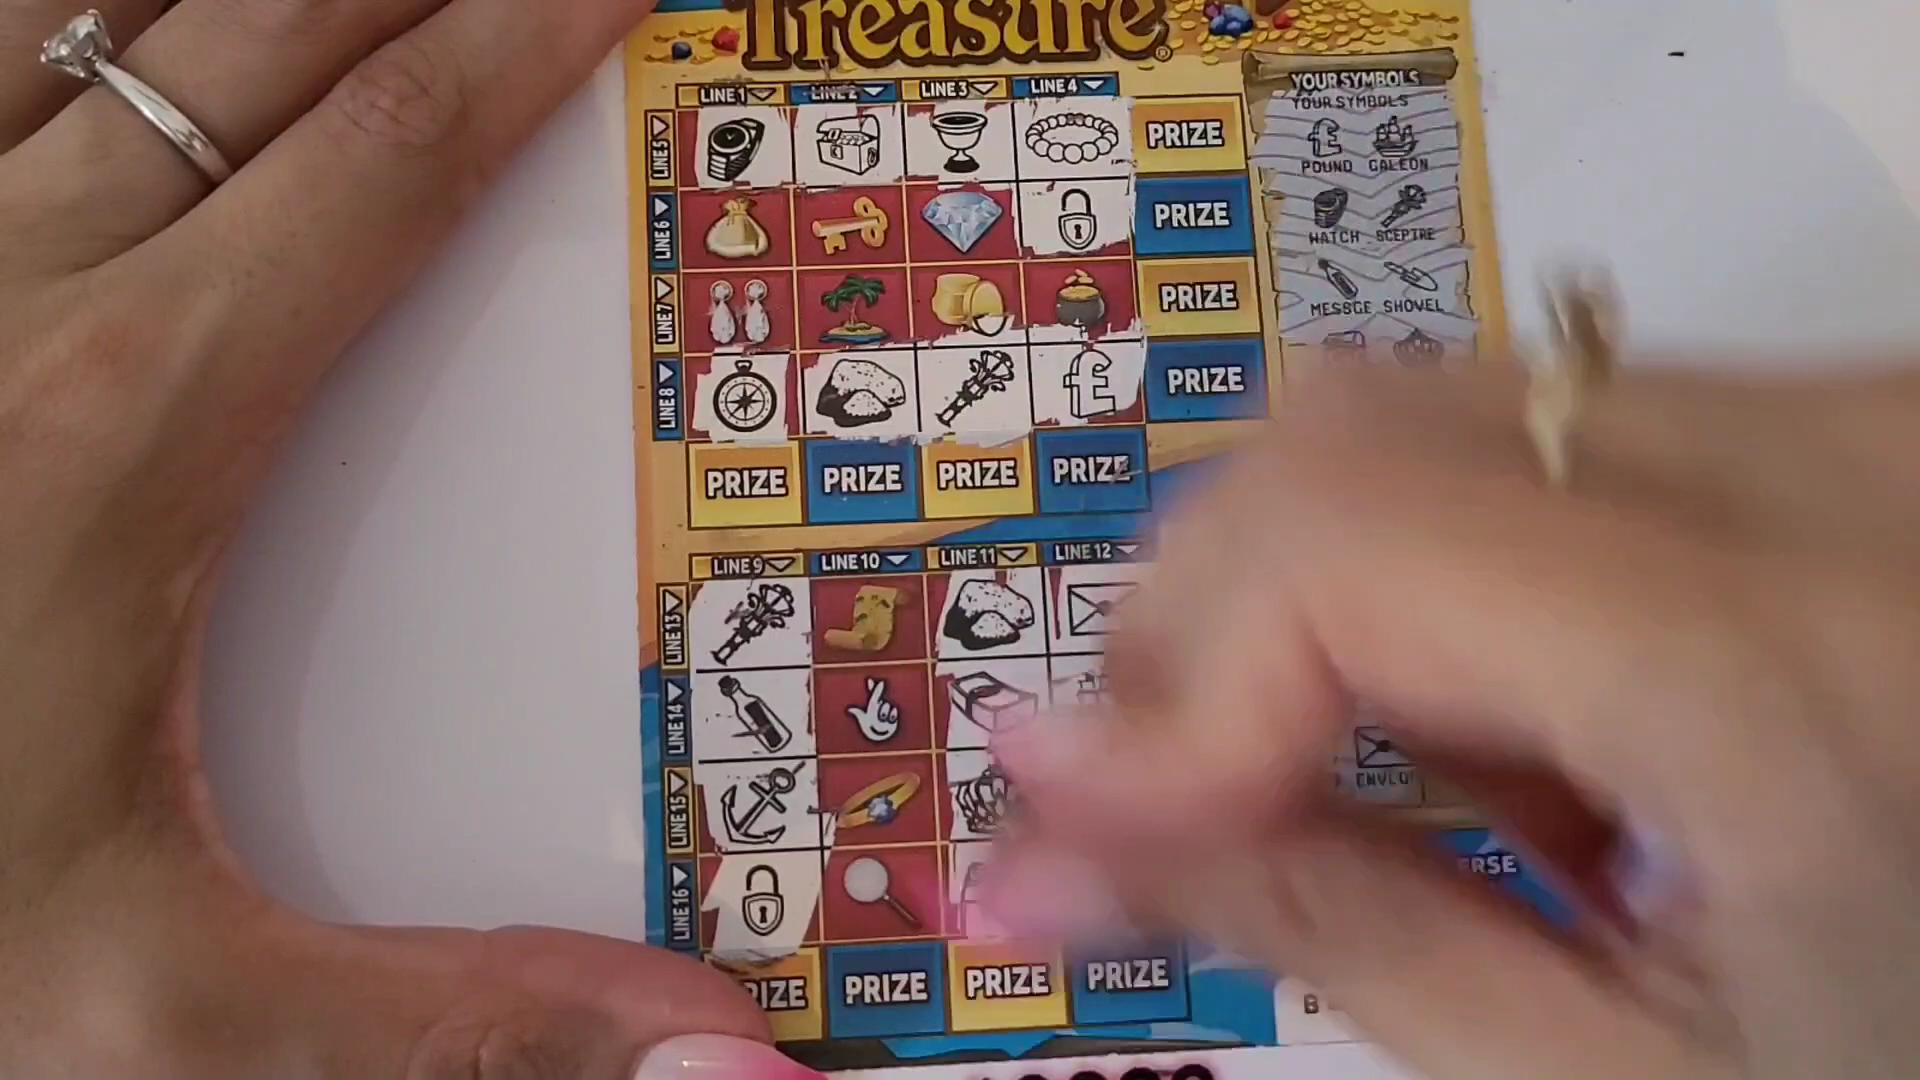 Treasure
LINE 1 LINE 2 LINE 3 LINE 4
YOUR SYMBOLS
YOUR SYMBOLS
LINE 5
PRIZE
POUND GALEON
LINE 6
PRIZE
WATCH SCEPTRE
LINE 7
PRIZE
MESSGE SHOVEL
LINE 8
£
PRIZE
PRIZE PRIZE PRIZE PRIZE
LINE 9 LINE 10 LINE 11 LINE 12
LINE 13
LINE 14
LINE 15
LINE 16
PRIZE PRIZE PRIZE